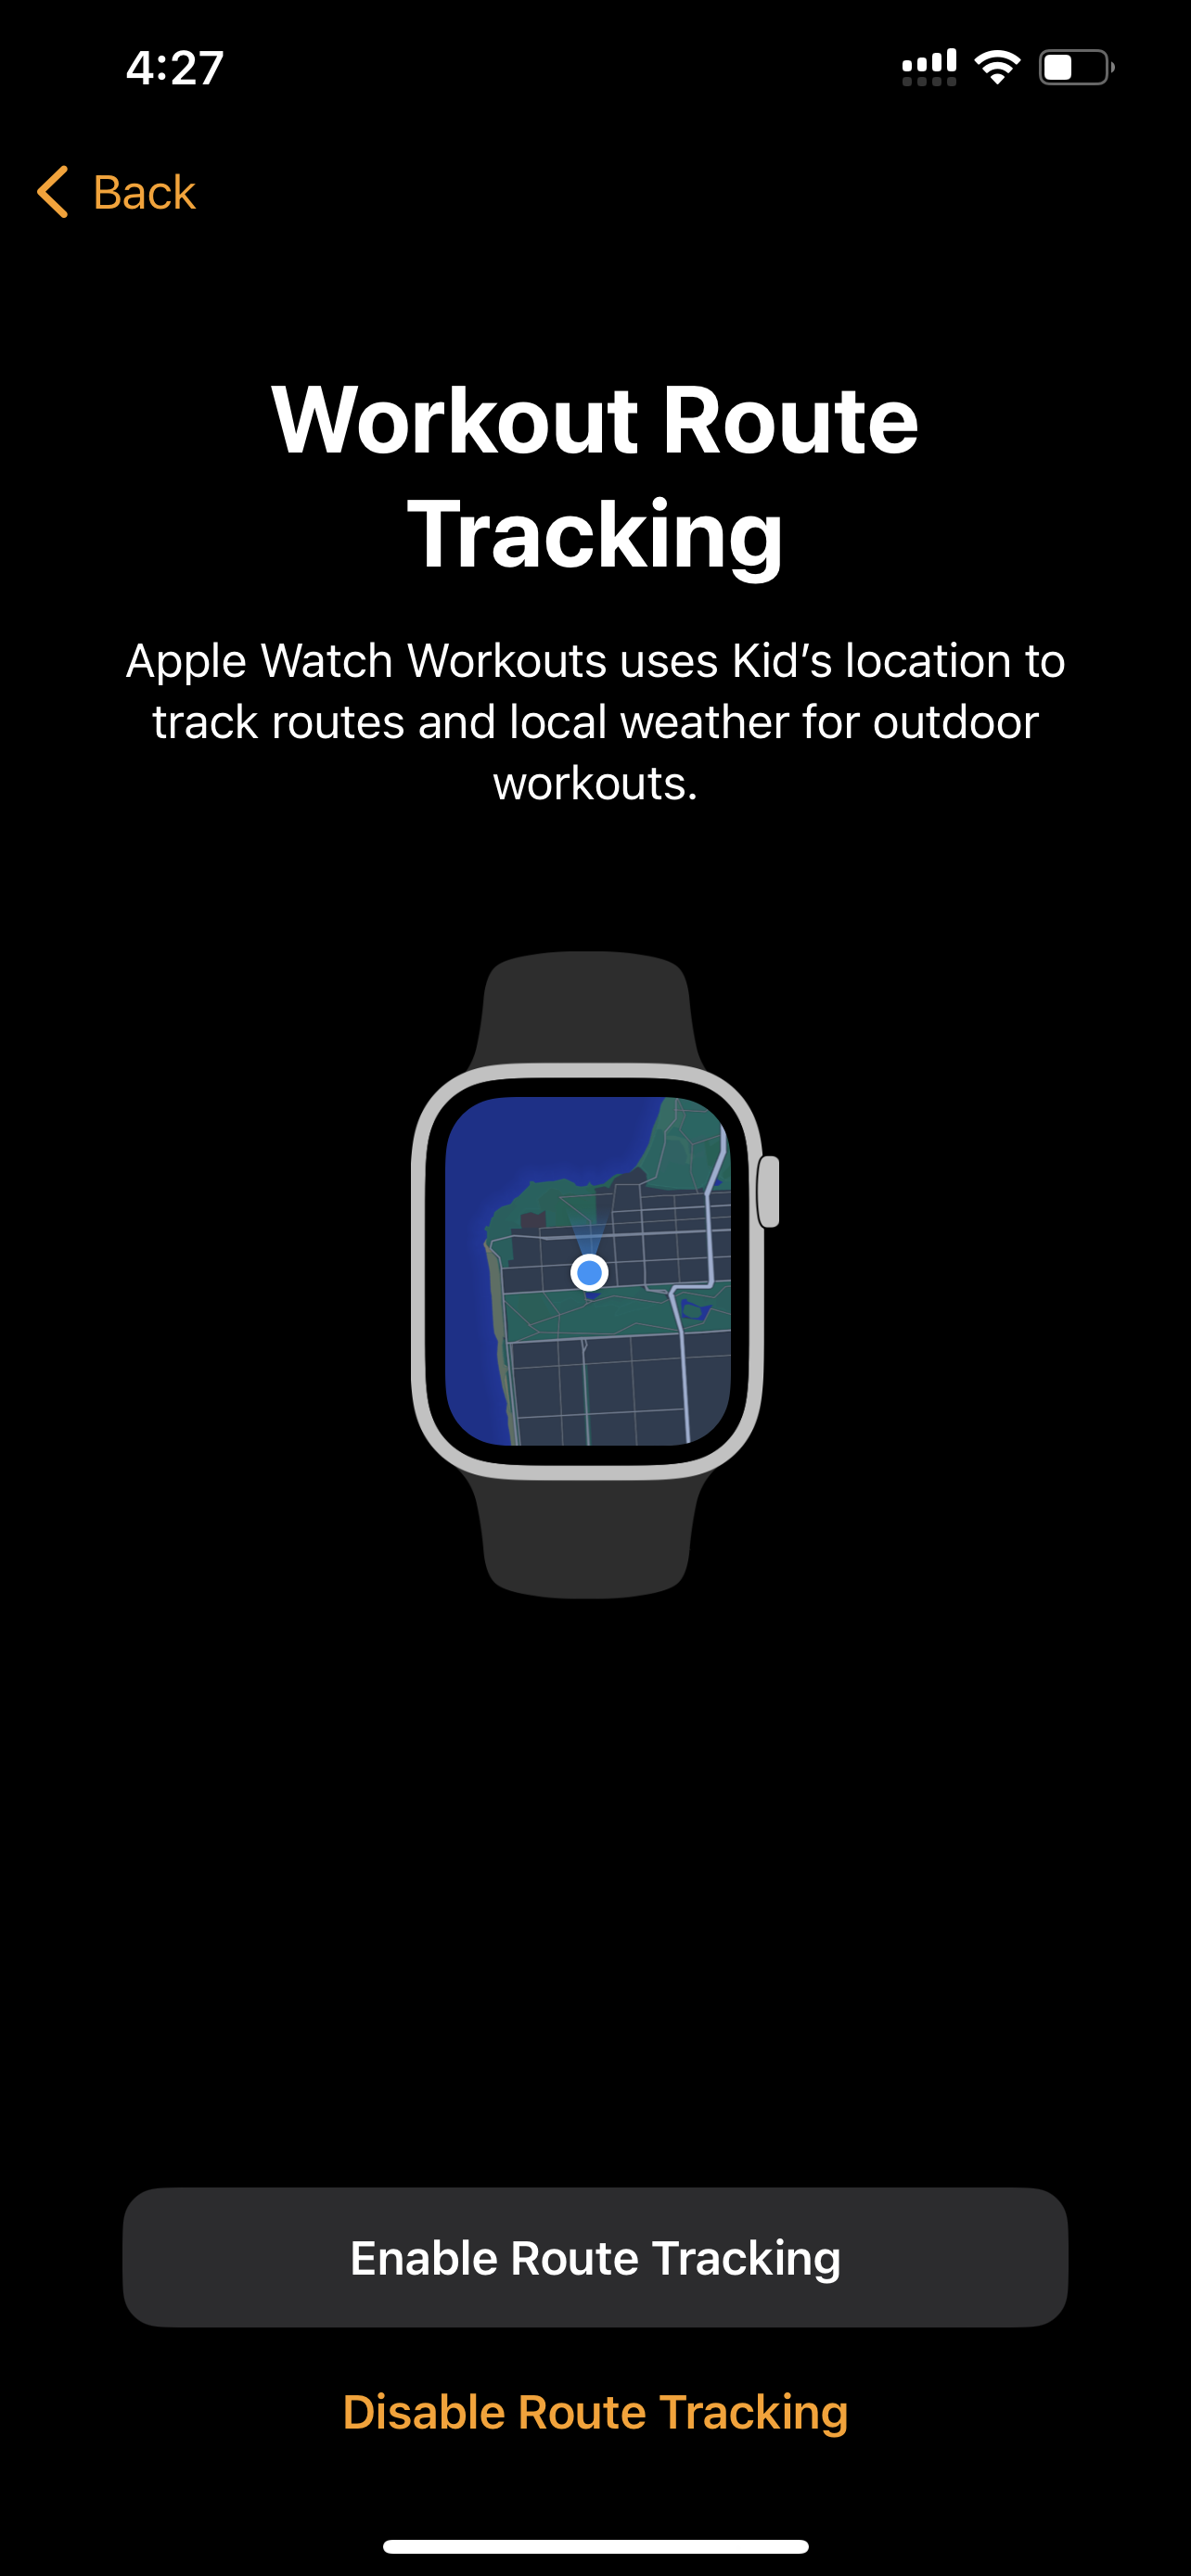 4:27
Back
Workout Route
Tracking
Apple Watch Workouts uses Kid’s location to
track routes and local weather for outdoor
workouts.
Enable Route Tracking
Disable Route Tracking